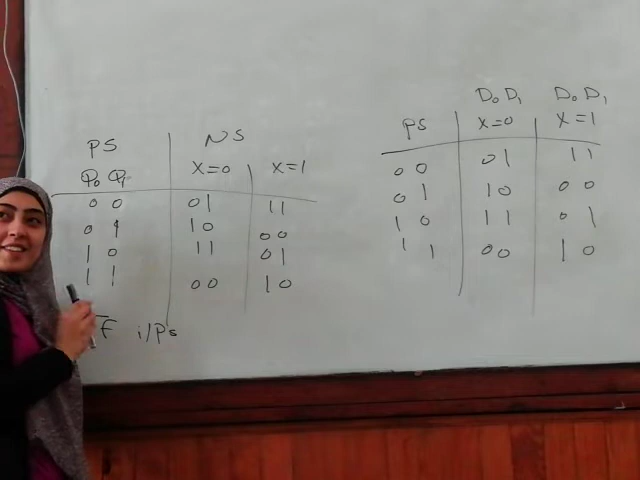 PS NS
Q₀ Q₁ X=0 X=1
0 0 01 11
0 1 10 00
1 0 11 01
1 1 00 10
F i/Ps
D₀ D₁ D₀ D₁
PS X=0 X=1
0 0 01 11
0 1 10 00
1 0 11 01
1 1 00 10